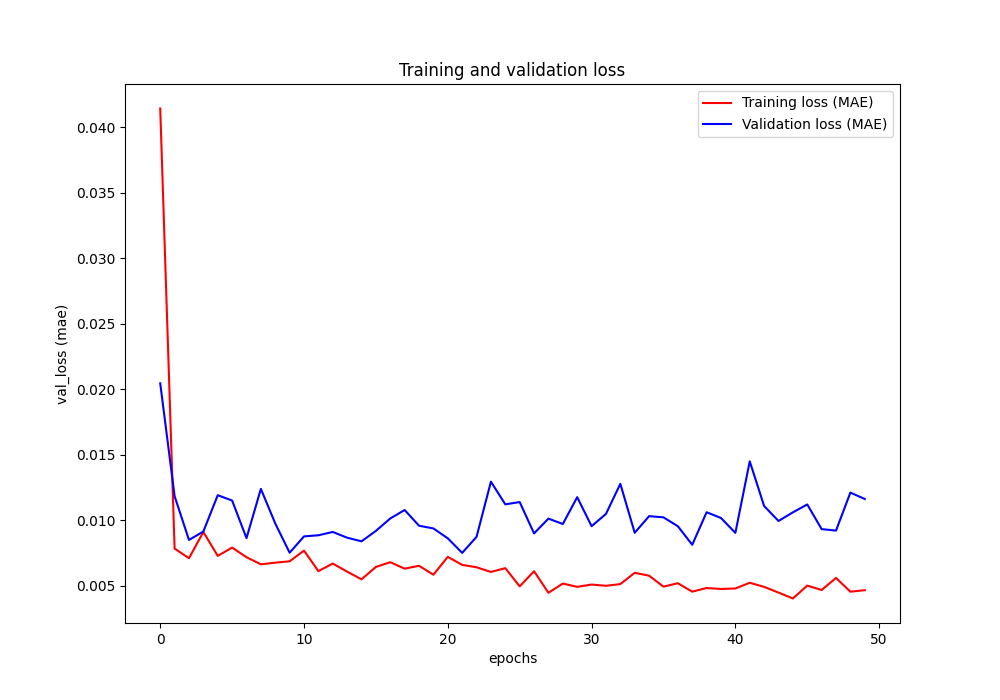 Training and validation loss
Training loss (MAE)
Validation loss (MAE)
0.040
0.035
0.030
0.025
0.020
0.015
0.010
0.005
val_loss (mae)
0 10 20 30 40 50
epochs